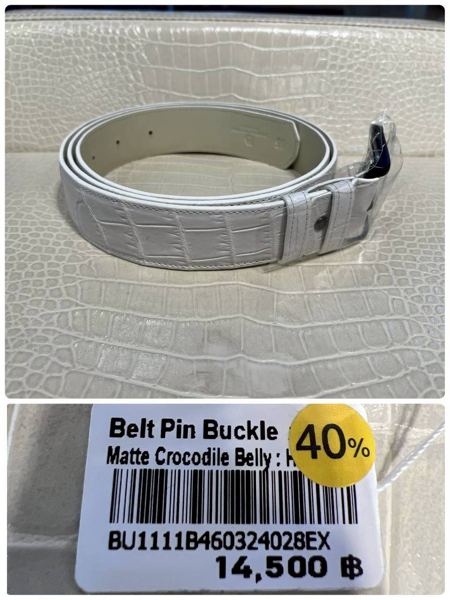 Belt Pin Buckle
40%
Matte Crocodile Belly :
BU1111B460324028EX
14,500 ฿